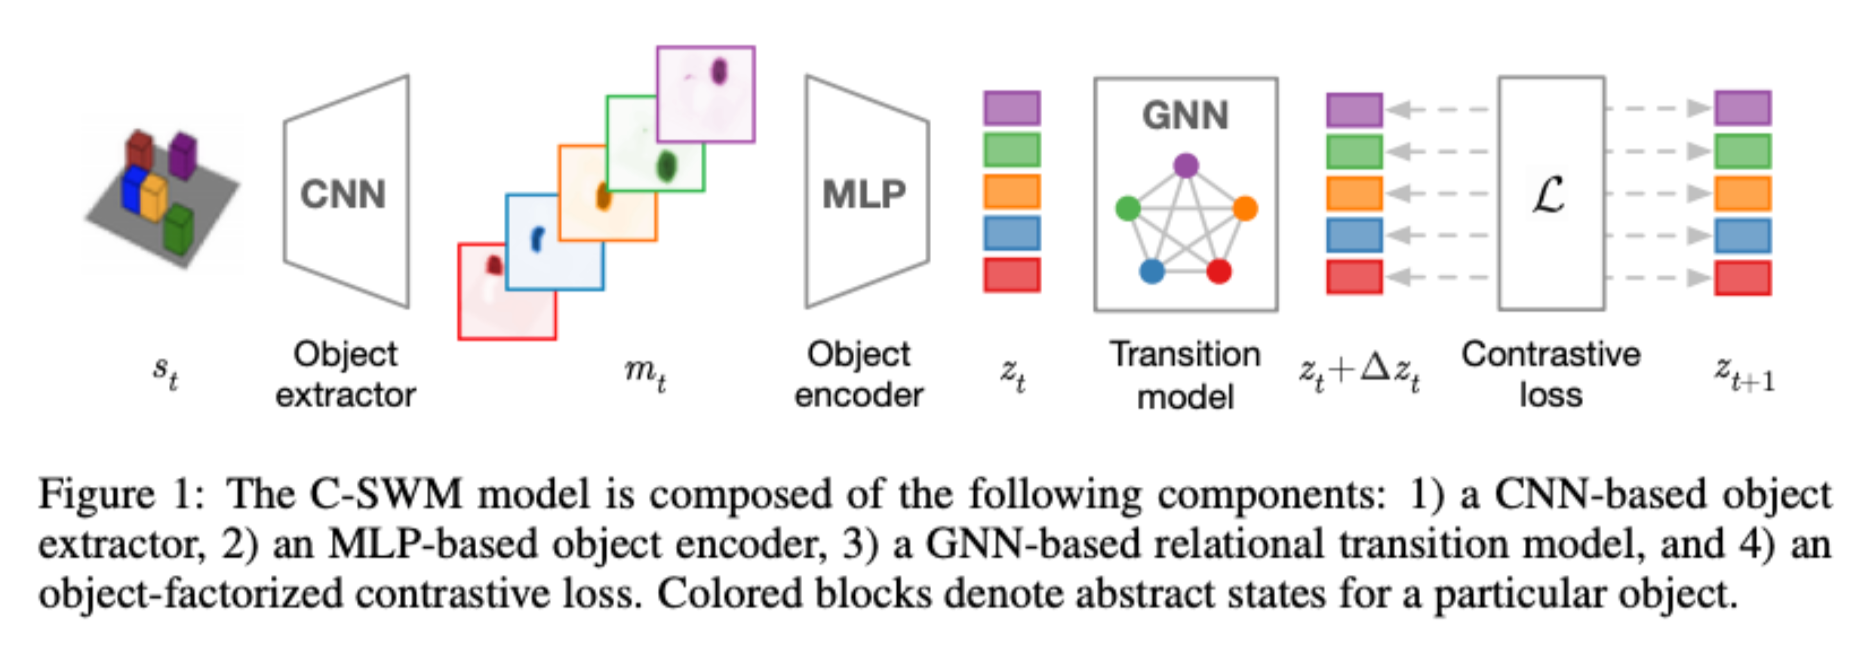 CNN
MLP
GNN
ℒ
s_t
Object
extractor
m_t
Object
encoder
z_t
Transition
model
z_t+Δz_t
Contrastive
loss
z_{t+1}
Figure 1: The C-SWM model is composed of the following components: 1) a CNN-based object
extractor, 2) an MLP-based object encoder, 3) a GNN-based relational transition model, and 4) an
object-factorized contrastive loss. Colored blocks denote abstract states for a particular object.